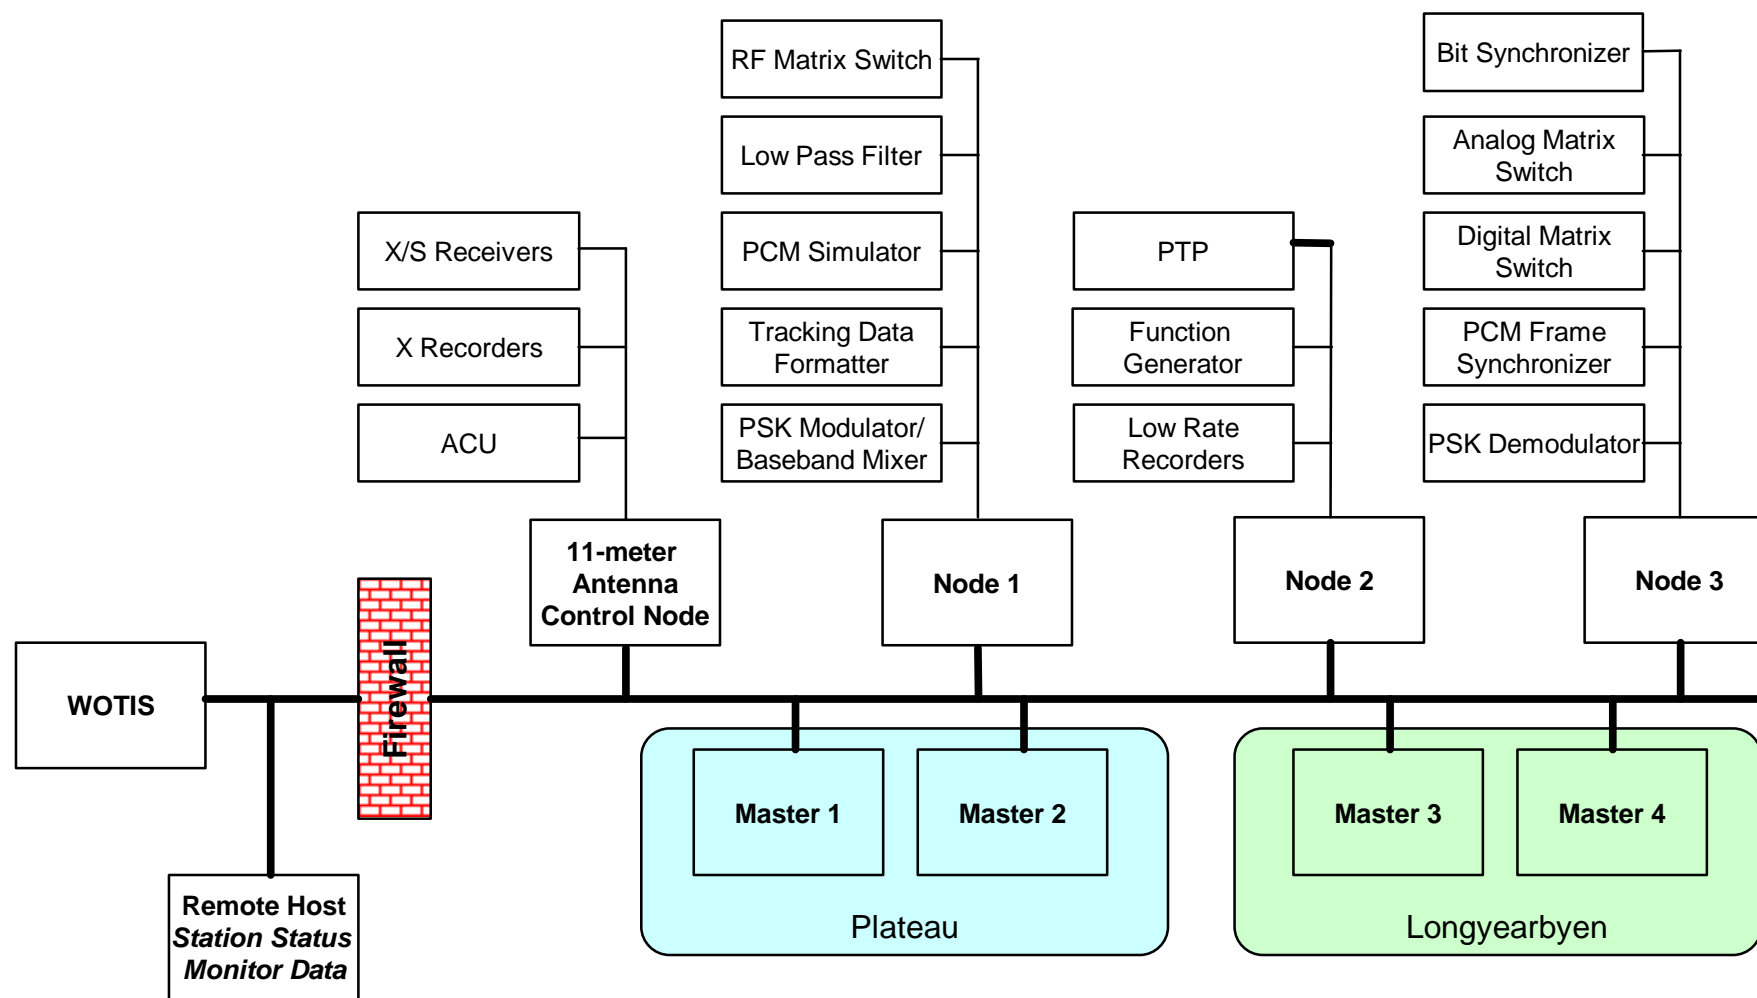 RF Matrix Switch
Low Pass Filter
PCM Simulator
Tracking Data
Formatter
PSK Modulator/
Baseband Mixer
Bit Synchronizer
Analog Matrix
Switch
Digital Matrix
Switch
PCM Frame
Synchronizer
PSK Demodulator
X/S Receivers
X Recorders
ACU
PTP
Function
Generator
Low Rate
Recorders
11-meter
Antenna
Control Node
Node 1
Node 2
Node 3
WOTIS
Firewall
Master 1
Master 2
Plateau
Master 3
Master 4
Longyearbyen
Remote Host
Station Status
Monitor Data